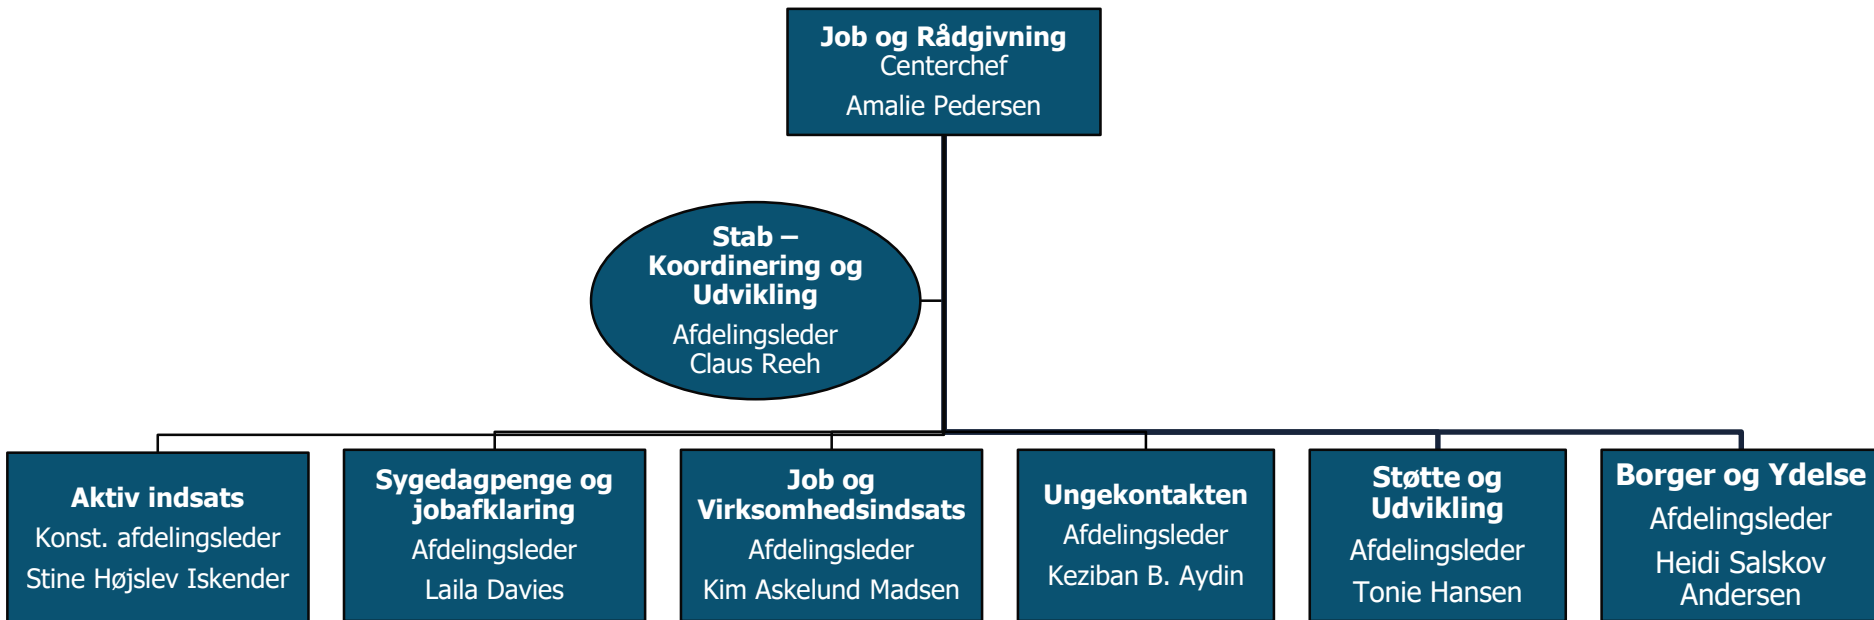 Job og Rådgivning
Centerchef
Amalie Pedersen
Stab –
Koordinering og
Udvikling
Afdelingsleder
Claus Reeh
Aktiv indsats
Konst. afdelingsleder
Stine Højslev Iskender
Sygedagpenge og
jobafklaring
Afdelingsleder
Laila Davies
Job og
Virksomhedsindsats
Afdelingsleder
Kim Askelund Madsen
Ungekontakten
Afdelingsleder
Keziban B. Aydin
Støtte og
Udvikling
Afdelingsleder
Tonie Hansen
Borger og Ydelse
Afdelingsleder
Heidi Salskov
Andersen